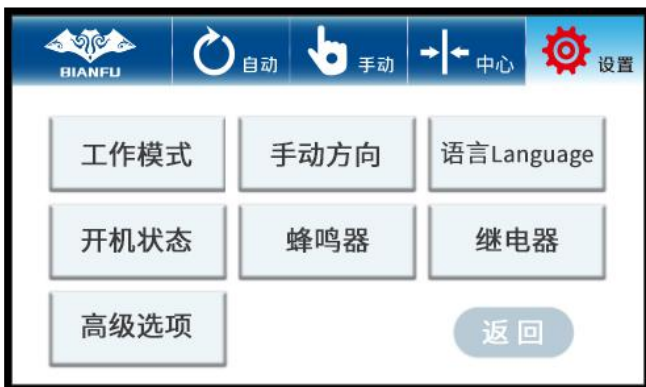 BIANFU 自动 手动 中心 设置
工作模式 手动方向 语言Language
开机状态 蜂鸣器 继电器
高级选项 返回